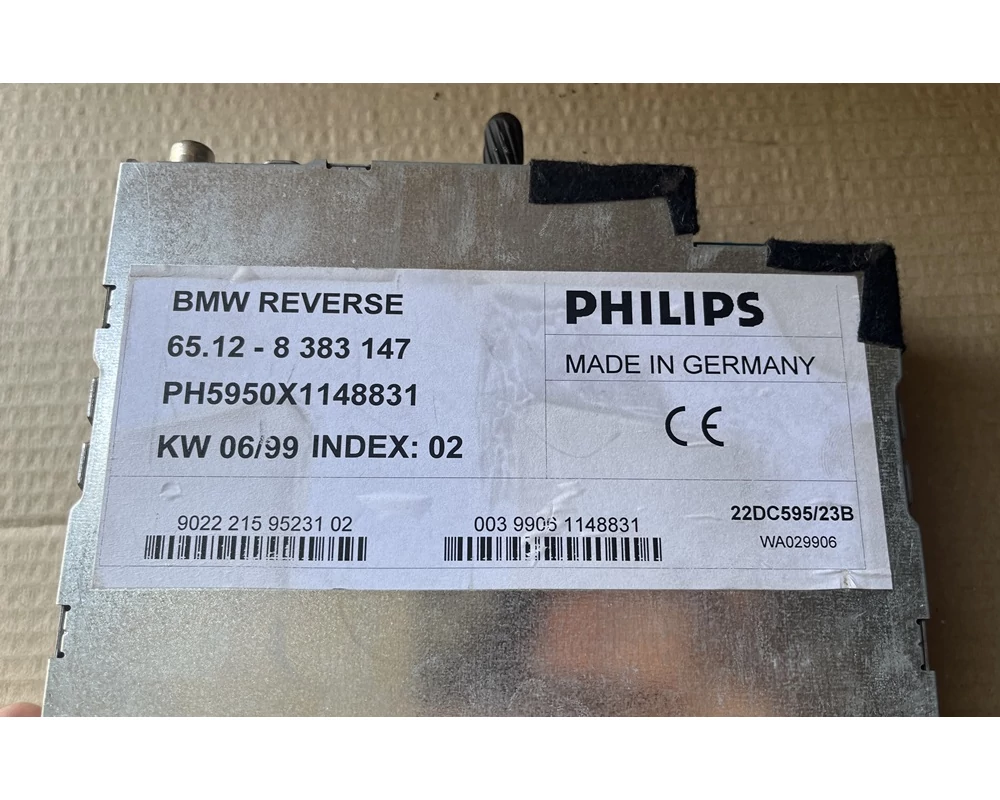 BMW REVERSE
65.12 - 8 383 147
PH5950X1148831
KW 06/99 INDEX: 02
PHILIPS
MADE IN GERMANY
CE
9022 215 95231 02
003 9906 1148831
22DC595/23B
WA029906